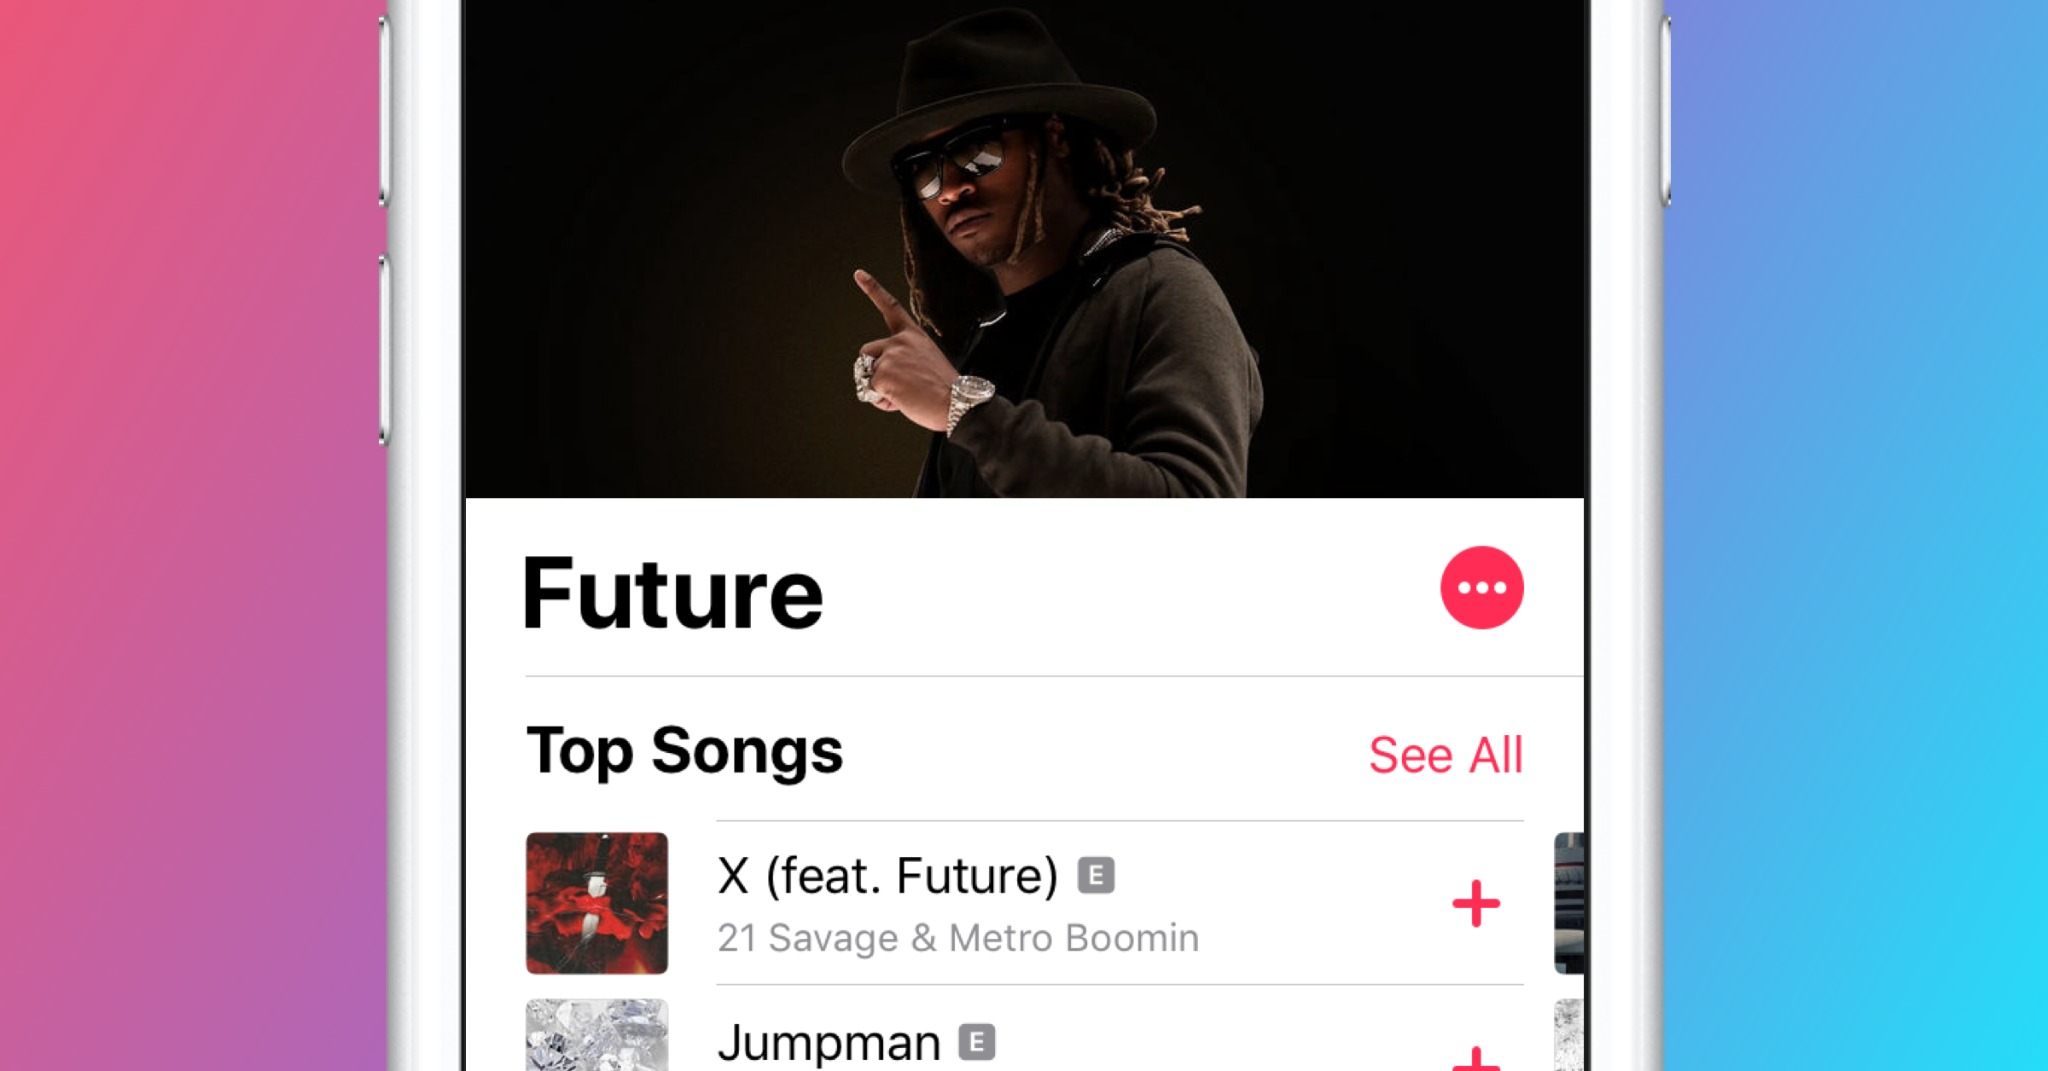 Future
Top Songs
See All
X (feat. Future) E
21 Savage & Metro Boomin
Jumpman E